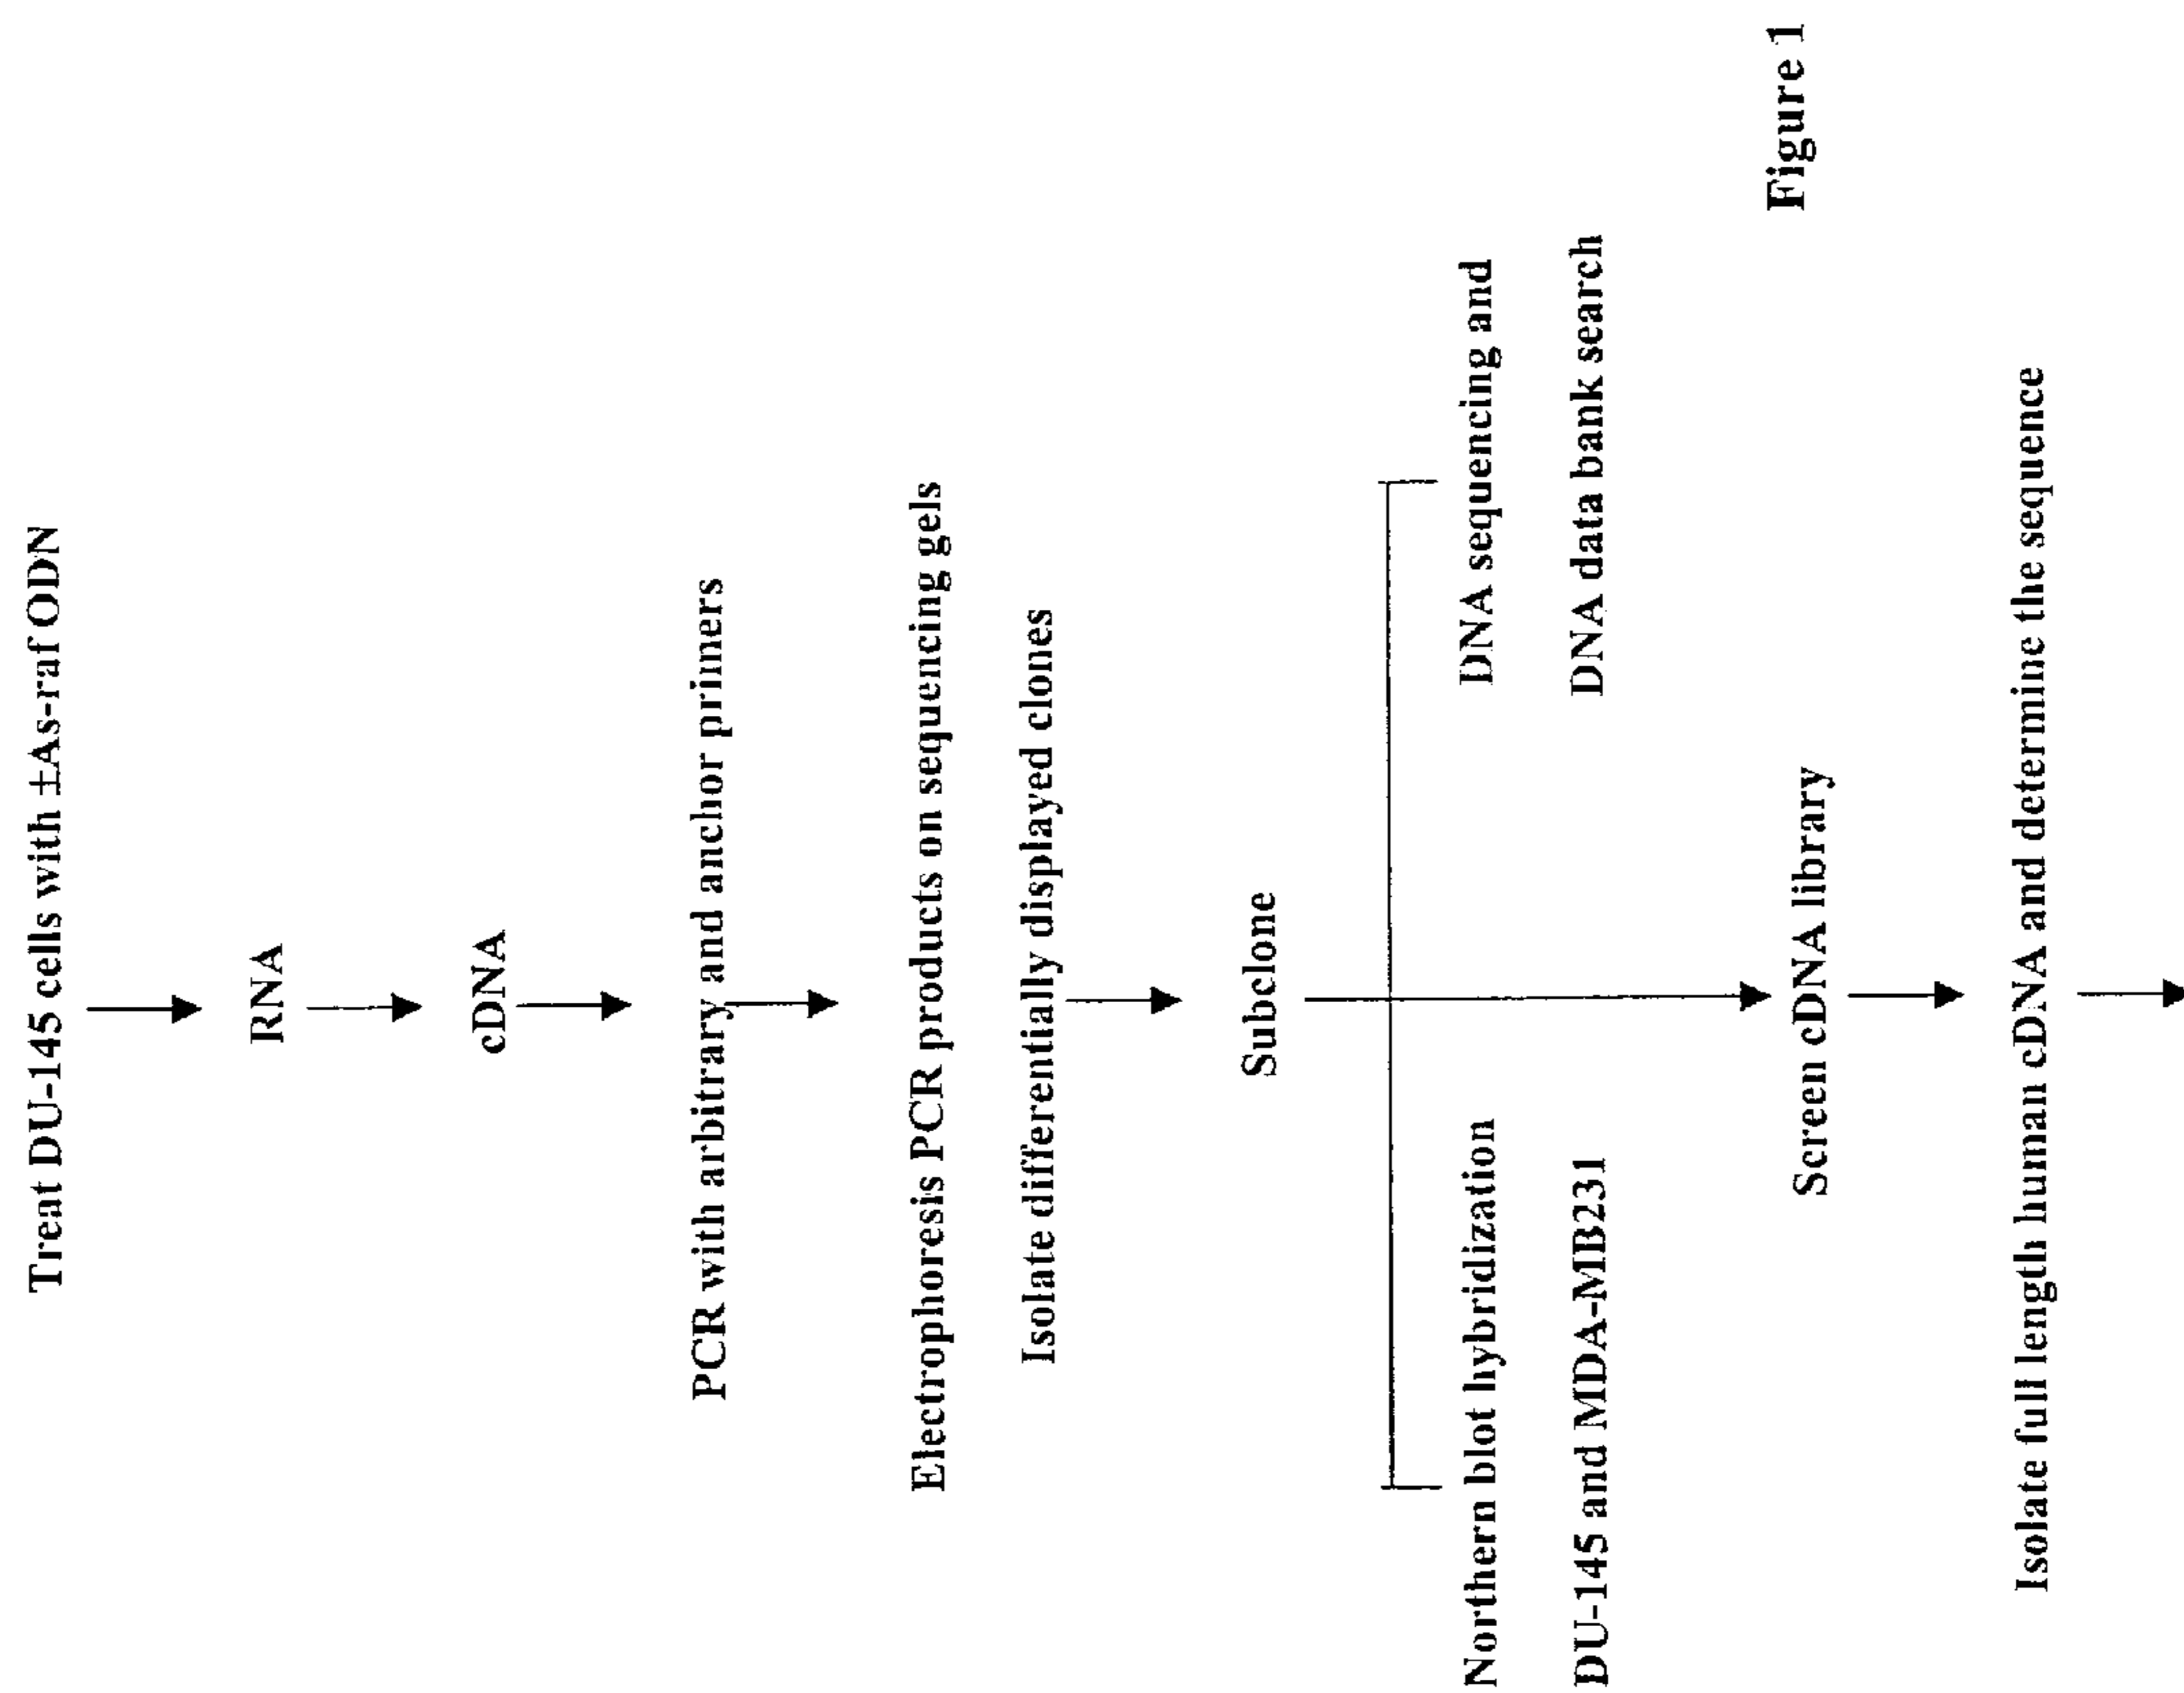 Treat DU-145 cells with ±As-raf ODN
RNA
cDNA
PCR with arbitrary and anchor primers
Electrophoresis PCR products on sequencing gels
Isolate differentially displayed clones
Subclone
Northern blot hybridization
DU-145 and MDA-MB231
DNA sequencing and
DNA data bank search
Screen cDNA library
Isolate full length human cDNA and determine the sequence
Figure 1